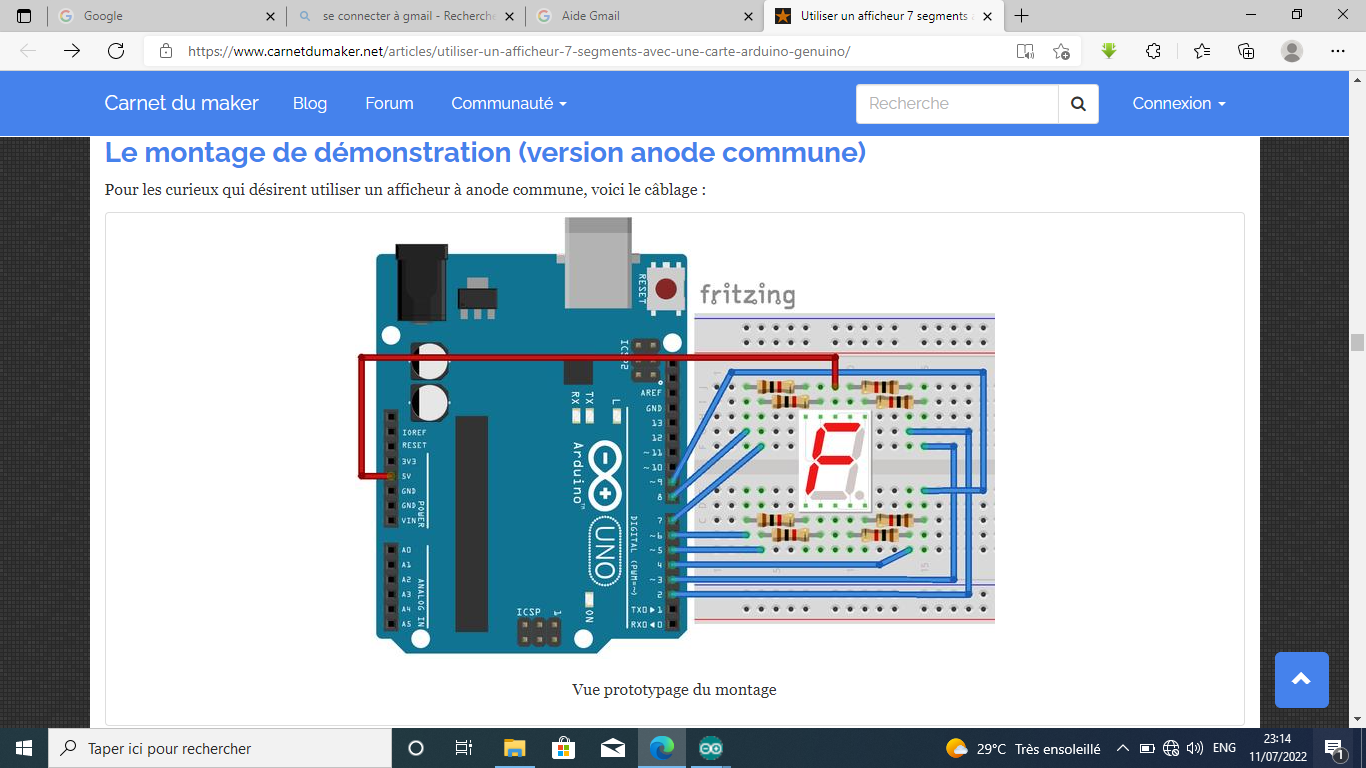 Google
se connecter à gmail - Recherche
Aide Gmail
Utiliser un afficheur 7 segments
https://www.carnetdumaker.net/articles/utiliser-un-afficheur-7-segments-avec-une-carte-arduino-genuino/
Carnet du maker
Blog
Forum
Communauté
Recherche
Connexion
Le montage de démonstration (version anode commune)
Pour les curieux qui désirent utiliser un afficheur à anode commune, voici le câblage :
fritzing
RESET
ICSP2
AREF
GND
13
12
~11
~10
~9
8
7
~6
~5
4
~3
2
TXO 1
RXO 0
DIGITAL (PWM=~)
L
TX
RX
Arduino™
UNO
ON
ICSP
1
IOREF
RESET
3V3
5V
GND
GND
VIN
POWER
A0
A1
A2
A3
A4
A5
ANALOG IN
Vue prototypage du montage
Taper ici pour rechercher
29°C Très ensoleillé
ENG
23:14
11/07/2022
1